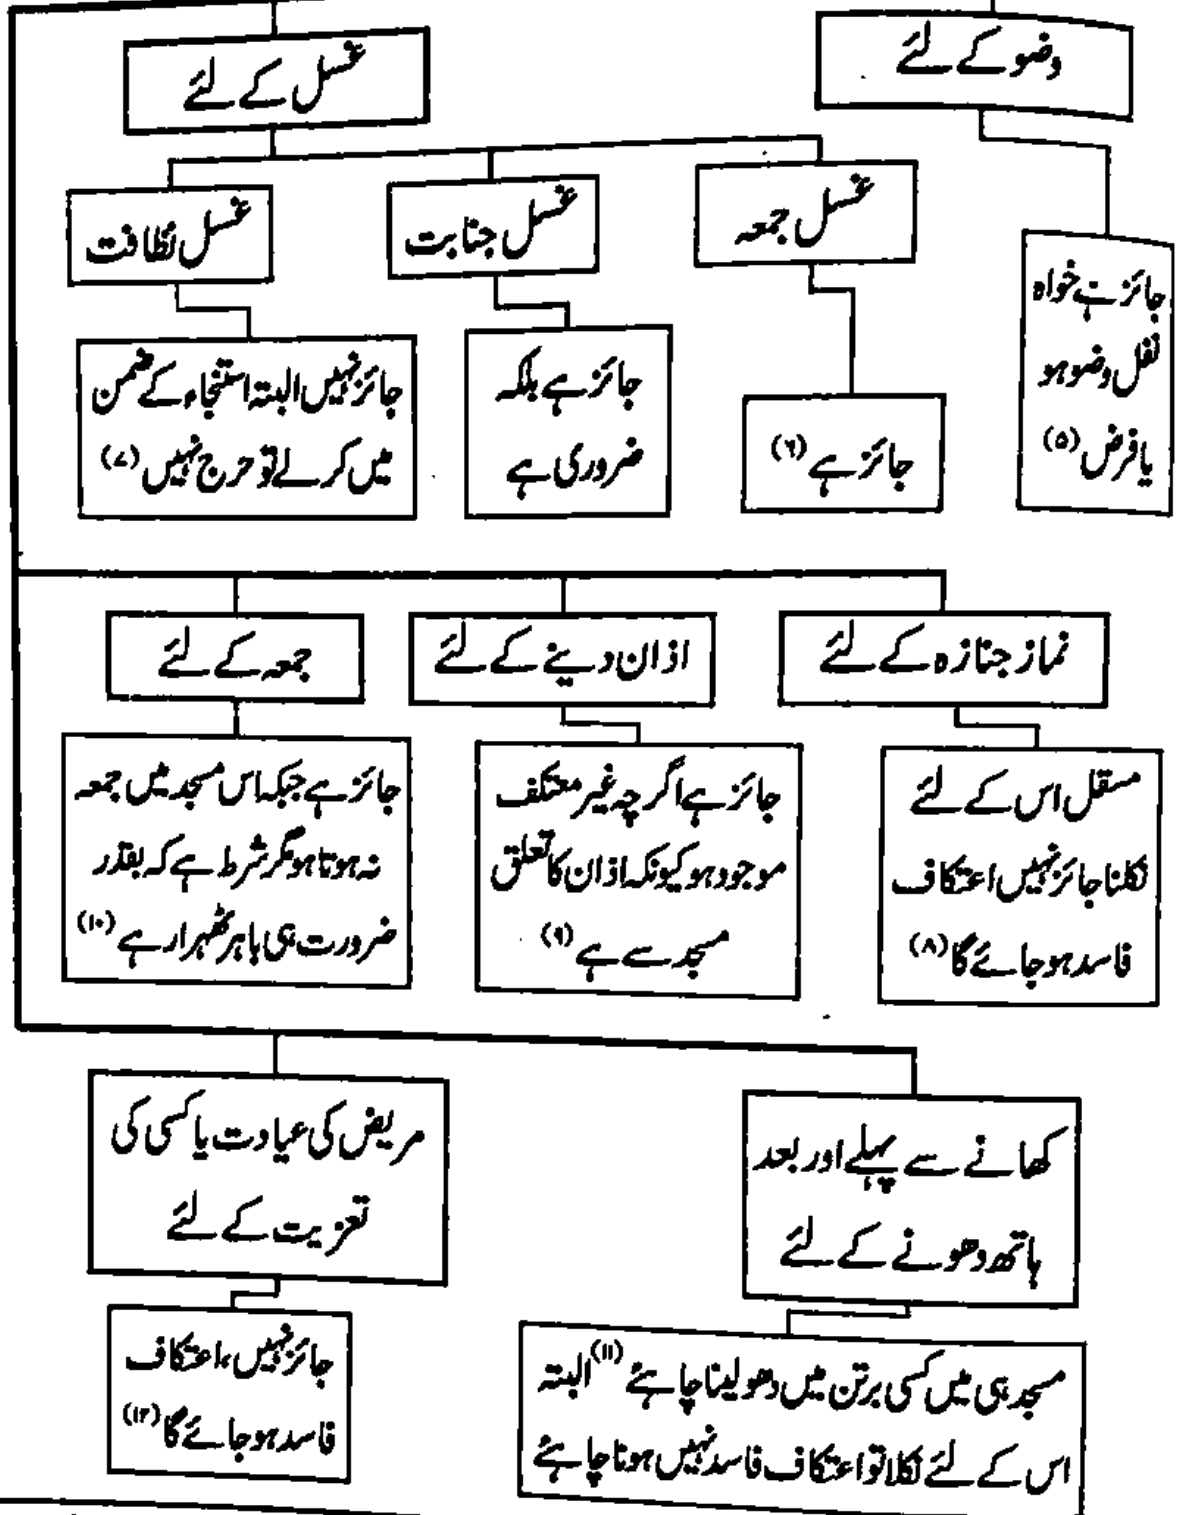 وضو کے لئے
غسل کے لئے
غسل جمعہ
غسل جنابت
غسل نظافت
جائز ہے خواہ
نفل وضو ہو
یا فرض (۵)
جائز ہے (۶)
جائز ہے بلکہ
ضروری ہے
جائز نہیں البتہ استنجاء کے ضمن
میں کر لے تو حرج نہیں (۷)
نماز جنازہ کے لئے
اذان دینے کے لئے
جمعہ کے لئے
مستقل اس کے لئے
نکلنا جائز نہیں اعتکاف
فاسد ہو جائے گا (۸)
جائز ہے اگرچہ غیر معتکف
موجود ہو کیونکہ اذان کا تعلق
مسجد سے ہے (۹)
جائز ہے جبکہ اس مسجد میں جمعہ
نہ ہوتا ہو مگر شرط ہے کہ بقدر
ضرورت ہی باہر ٹھہرا رہے (۱۰)
کھانے سے پہلے اور بعد
ہاتھ دھونے کے لئے
مریض کی عیادت یا کسی کی
تعزیت کے لئے
مسجد ہی میں کسی برتن میں دھو لینا چاہئے (۱۱) البتہ
اس کے لئے نکلا تو اعتکاف فاسد نہیں ہونا چاہئے
جائز نہیں، اعتکاف
فاسد ہو جائے گا (۱۲)